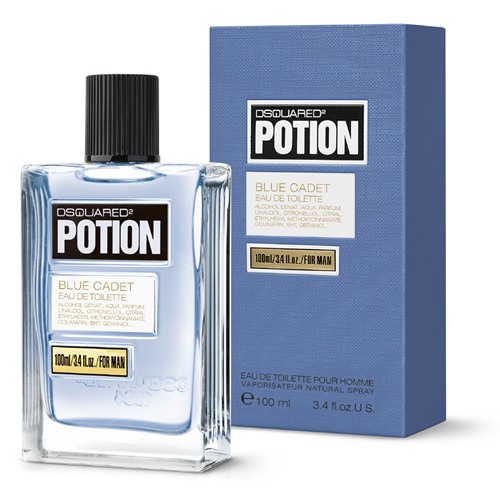 DSQUARED²
POTION
BLUE CADET
EAU DE TOILETTE
ALCOHOL DENAT., AQUA, PARFUM,
LINALOOL, CITRONELLOL, CITRAL,
ETHYLHEXYL METHOXYCINNAMATE,
COUMARIN, BHT, GERANIOL.
100ml/3.4 fl.oz./FOR MAN
DSQUARED²
POTION
BLUE CADET
EAU DE TOILETTE
ALCOHOL DENAT., AQUA, PARFUM,
LINALOOL, CITRONELLOL, CITRAL,
ETHYLHEXYL METHOXYCINNAMATE,
COUMARIN, BHT, GERANIOL.
100ml/3.4 fl.oz./FOR MAN
EAU DE TOILETTE POUR HOMME
VAPORISATEUR NATURAL SPRAY
e 100 ml 3.4 fl.oz.U.S.